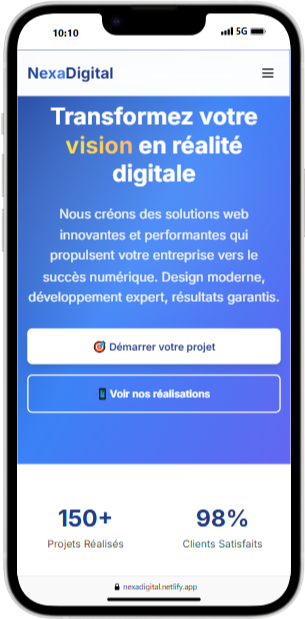 10:10
5G
NexaDigital
Transformez votre
vision en réalité
digitale
Nous créons des solutions web
innovantes et performantes qui
propulsent votre entreprise vers le
succès numérique. Design moderne,
développement expert, résultats garantis.
Démarrer votre projet
Voir nos réalisations
150+ 98%
Projets Réalisés Clients Satisfaits
nexadigital.netlify.app